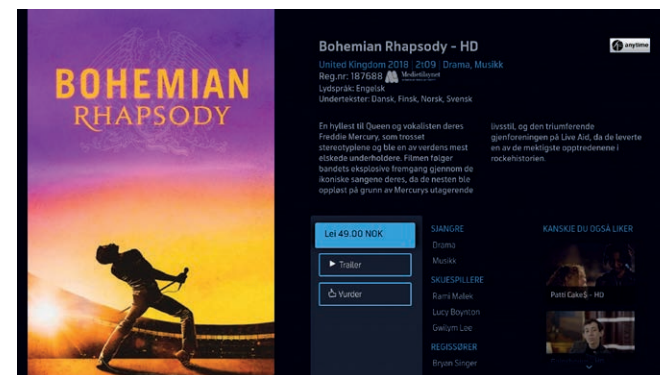 BOHEMIAN
RHAPSODY
Bohemian Rhapsody - HD
anytime
United Kingdom 2018 | 2:09 | Drama, Musikk
Reg.nr: 187688 Medietilsynet
Lydspråk: Engelsk
Undertekster: Dansk, Finsk, Norsk, Svensk
En hyllest til Queen og vokalisten deres
Freddie Mercury, som trosset
stereotypene og ble en av verdens mest
elskede underholdere. Filmen følger
bandets eksplosive fremgang gjennom de
ikoniske sangene deres, da de nesten ble
oppløst på grunn av Mercurys utagerende
livsstil, og den triumferende
gjenforeningen på Live Aid, da de leverte
en av de mektigste opptredenene i
rockehistorien.
Lei 49.00 NOK
Trailer
Vurder
SJANGRE
Drama
Musikk
SKUESPILLERE
Rami Malek
Lucy Boynton
Gwilym Lee
REGISSØRER
Bryan Singer
KANSKJE DU OGSÅ LIKER
Patti Cake$ - HD